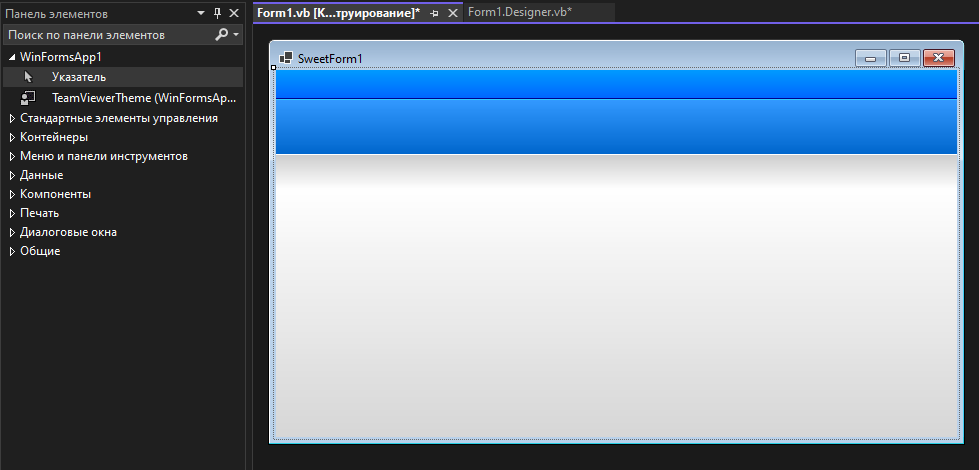 Панель элементов
Form1.vb [К...труирование]*
Form1.Designer.vb*
Поиск по панели элементов
WinFormsApp1
Указатель
TeamViewerTheme (WinFormsAp...
Стандартные элементы управления
Контейнеры
Меню и панели инструментов
Данные
Компоненты
Печать
Диалоговые окна
Общие
SweetForm1